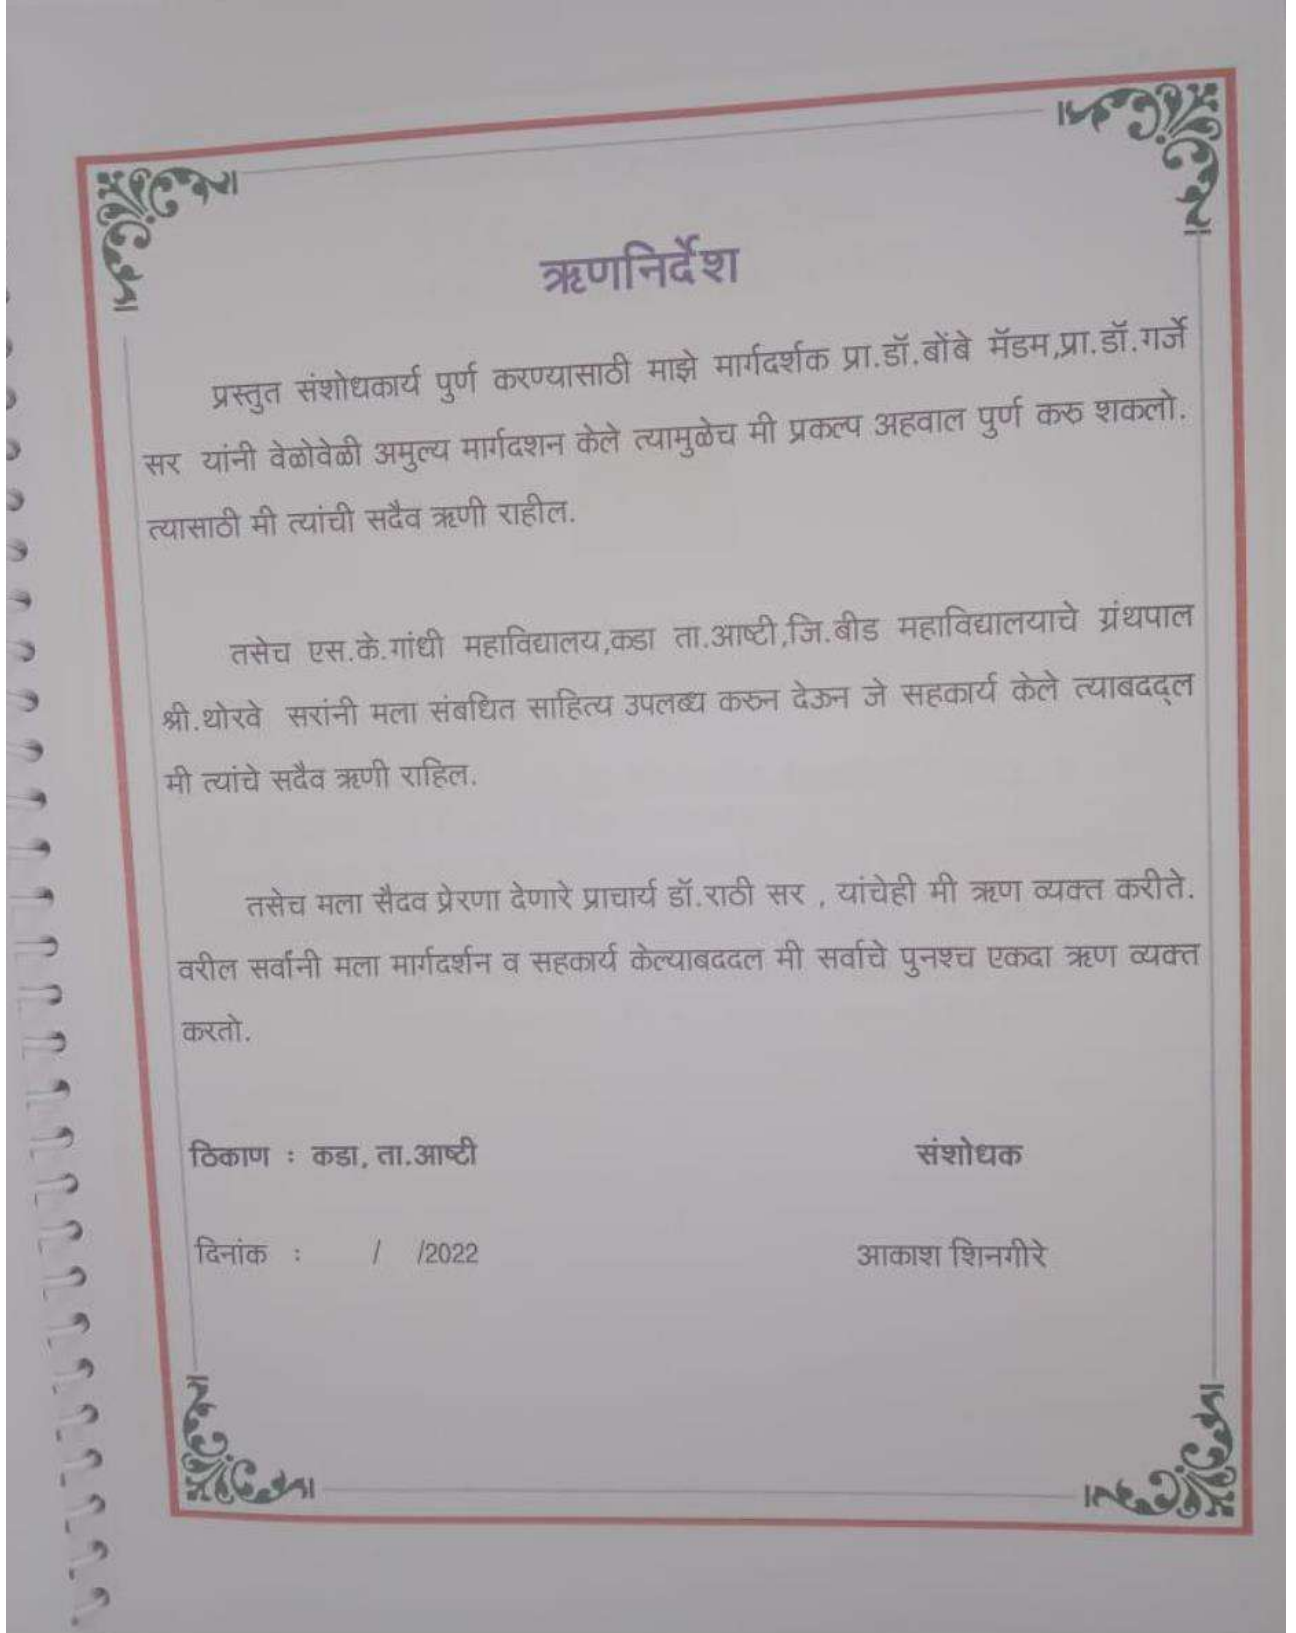 ऋणनिर्देश
प्रस्तुत संशोधकार्य पुर्ण करण्यासाठी माझे मार्गदर्शक प्रा.डॉ.बोंबे मॅडम,प्रा.डॉ.गर्जे
सर यांनी वेळोवेळी अमुल्य मार्गदशन केले त्यामुळेच मी प्रकल्प अहवाल पुर्ण करु शकलो.
त्यासाठी मी त्यांची सदैव ऋणी राहील.
तसेच एस.के.गांधी महाविद्यालय,कडा ता.आष्टी,जि.बीड महाविद्यालयाचे ग्रंथपाल
श्री.थोरवे सरांनी मला संबधित साहित्य उपलब्ध करुन देऊन जे सहकार्य केले त्याबदद्ल
मी त्यांचे सदैव ऋणी राहिल.
तसेच मला सैदव प्रेरणा देणारे प्राचार्य डॉ.राठी सर , यांचेही मी ऋण व्यक्त करीते.
वरील सर्वांनी मला मार्गदर्शन व सहकार्य केल्याबददल मी सर्वाचे पुनश्च एकदा ऋण व्यक्त
करतो.
ठिकाण : कडा, ता.आष्टी संशोधक
दिनांक : / /2022 आकाश शिनगीरे